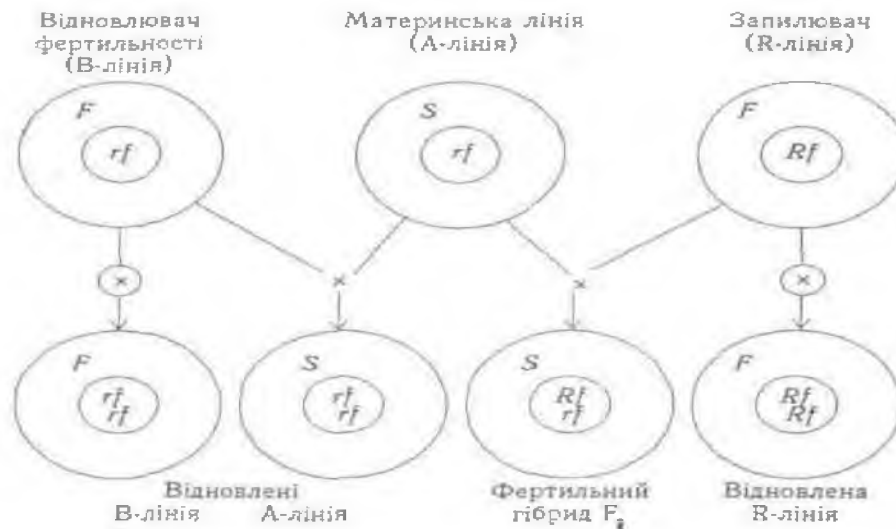 Відновлювач фертильності (В-лінія)
Материнська лінія (А-лінія)
Запилювач (R-лінія)
F
rf
S
rf
F
Rf
×
×
×
×
F
rf
rf
S
rf
rf
S
Rf
rf
F
Rf
Rf
Відновлені
В-лінія А-лінія
Фертильний
гібрид F
Відновлена
R-лінія